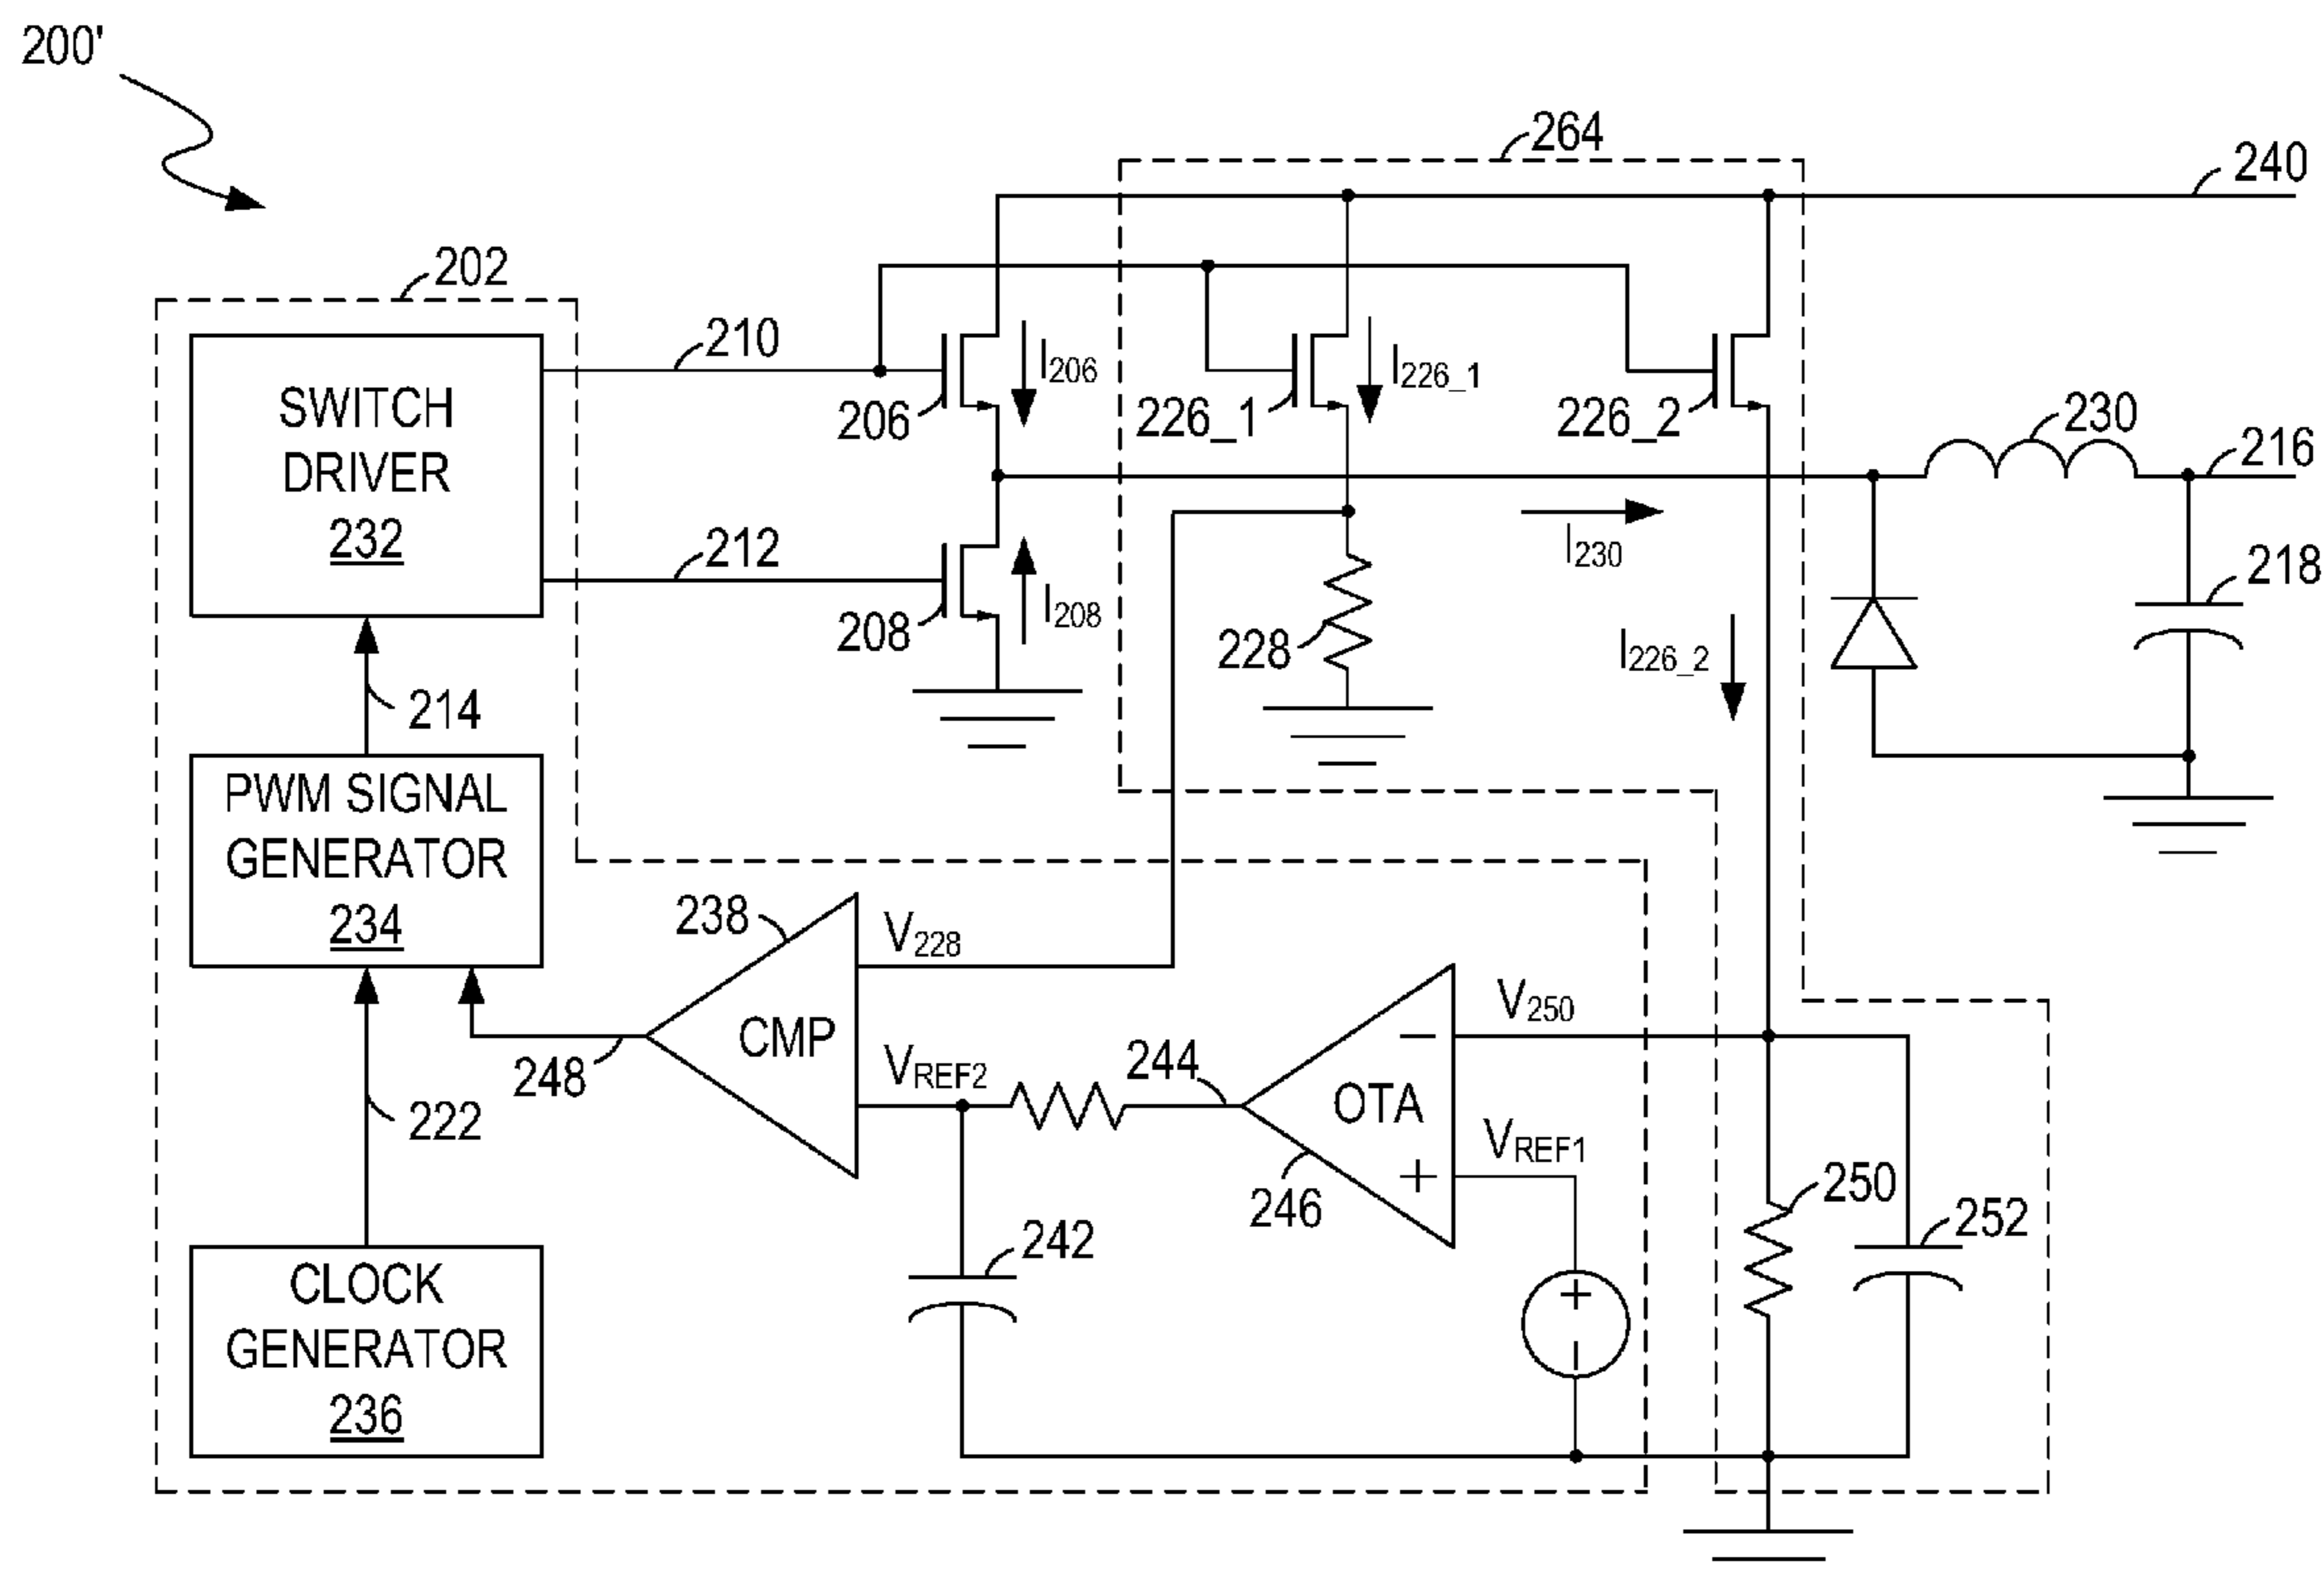 200'
264
240
202
210
I206
I226_1
206
226_1
226_2
230
216
SWITCH
DRIVER
232
212
I230
218
208
I208
228
I226_2
214
PWM SIGNAL
GENERATOR
234
238
V228
V250
CMP
248
VREF2
244
OTA
222
VREF1
246
250
252
242
CLOCK
GENERATOR
236
+
−
+
−